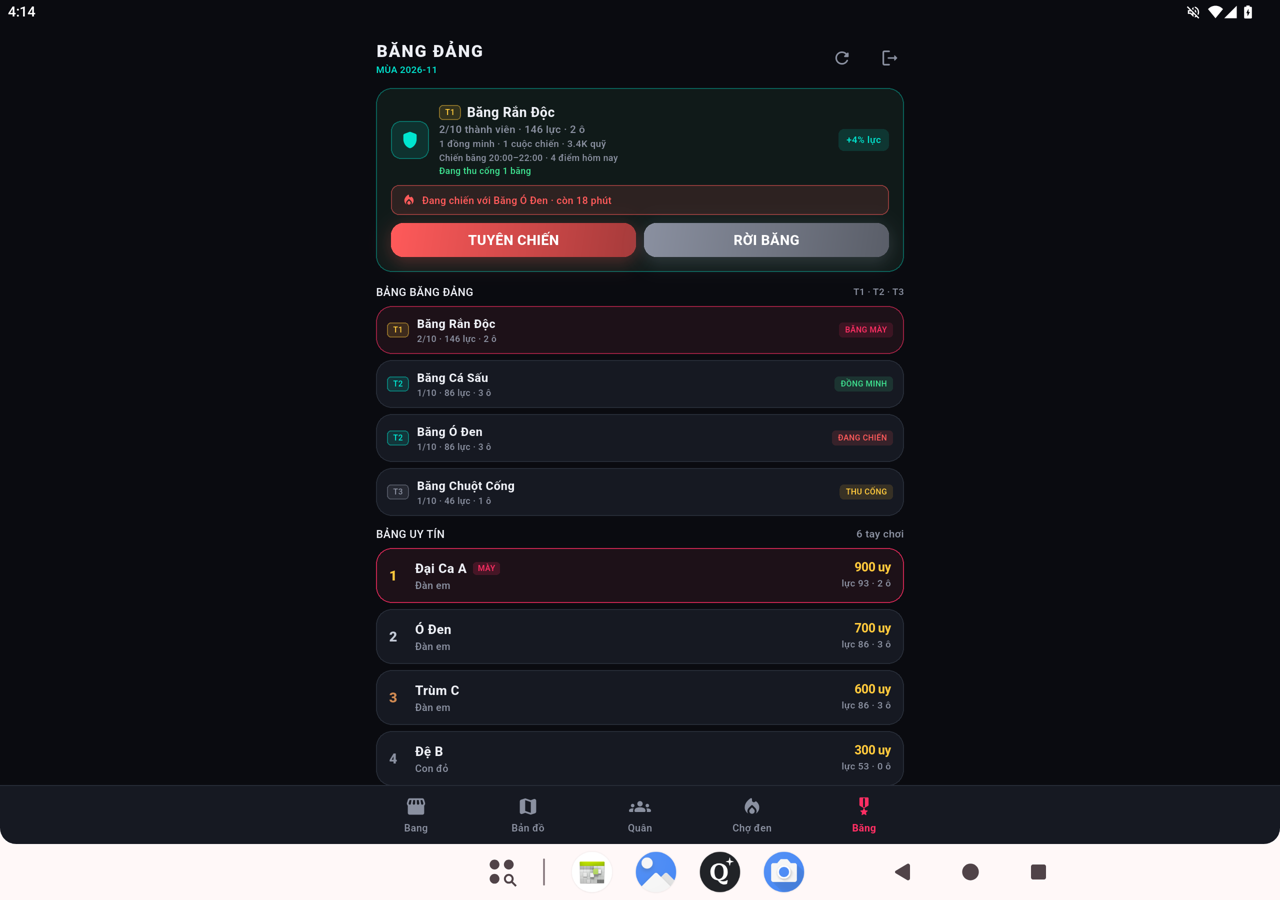 4:14
BĂNG ĐẢNG
MÙA 2026-11
T1 Băng Rắn Độc
2/10 thành viên · 146 lực · 2 ô
1 đồng minh · 1 cuộc chiến · 3.4K quỹ
Chiến băng 20:00–22:00 · 4 điểm hôm nay
Đang thu cống 1 băng
+4% lực
Đang chiến với Băng Ó Đen · còn 18 phút
TUYÊN CHIẾN
RỜI BĂNG
BẢNG BĂNG ĐẢNG
T1 · T2 · T3
T1 Băng Rắn Độc
2/10 · 146 lực · 2 ô
BĂNG MÀY
T2 Băng Cá Sấu
1/10 · 86 lực · 3 ô
ĐỒNG MINH
T2 Băng Ó Đen
1/10 · 86 lực · 3 ô
ĐANG CHIẾN
T3 Băng Chuột Cống
1/10 · 46 lực · 1 ô
THU CỐNG
BẢNG UY TÍN
6 tay chơi
1 Đại Ca A MÀY
Đàn em
900 uy
lực 93 · 2 ô
2 Ó Đen
Đàn em
700 uy
lực 86 · 3 ô
3 Trùm C
Đàn em
600 uy
lực 86 · 3 ô
4 Đệ B
Con đỏ
300 uy
lực 53 · 0 ô
Bang
Bản đồ
Quân
Chợ đen
Băng
Q